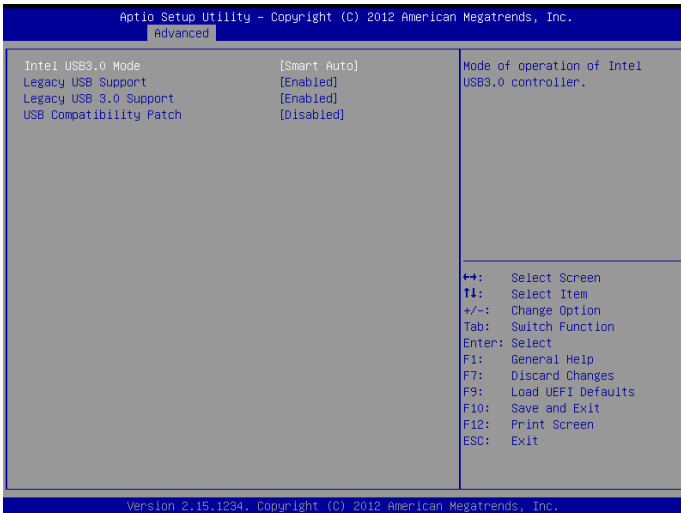 Aptio Setup Utility – Copyright (C) 2012 American Megatrends, Inc.
Advanced
Intel USB3.0 Mode [Smart Auto]
Legacy USB Support [Enabled]
Legacy USB 3.0 Support [Enabled]
USB Compatibility Patch [Disabled]
Mode of operation of Intel
USB3.0 controller.
↔: Select Screen
↑↓: Select Item
+/-: Change Option
Tab: Switch Function
Enter: Select
F1: General Help
F7: Discard Changes
F9: Load UEFI Defaults
F10: Save and Exit
F12: Print Screen
ESC: Exit
Version 2.15.1234. Copyright (C) 2012 American Megatrends, Inc.